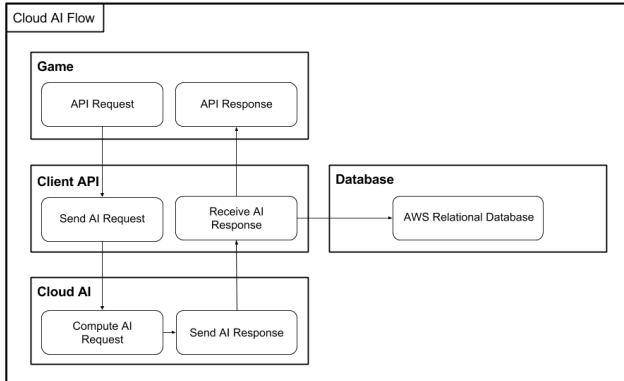 Cloud AI Flow
Game
API Request
API Response
Client API
Send AI Request
Receive AI
Response
Database
AWS Relational Database
Cloud AI
Compute AI
Request
Send AI Response